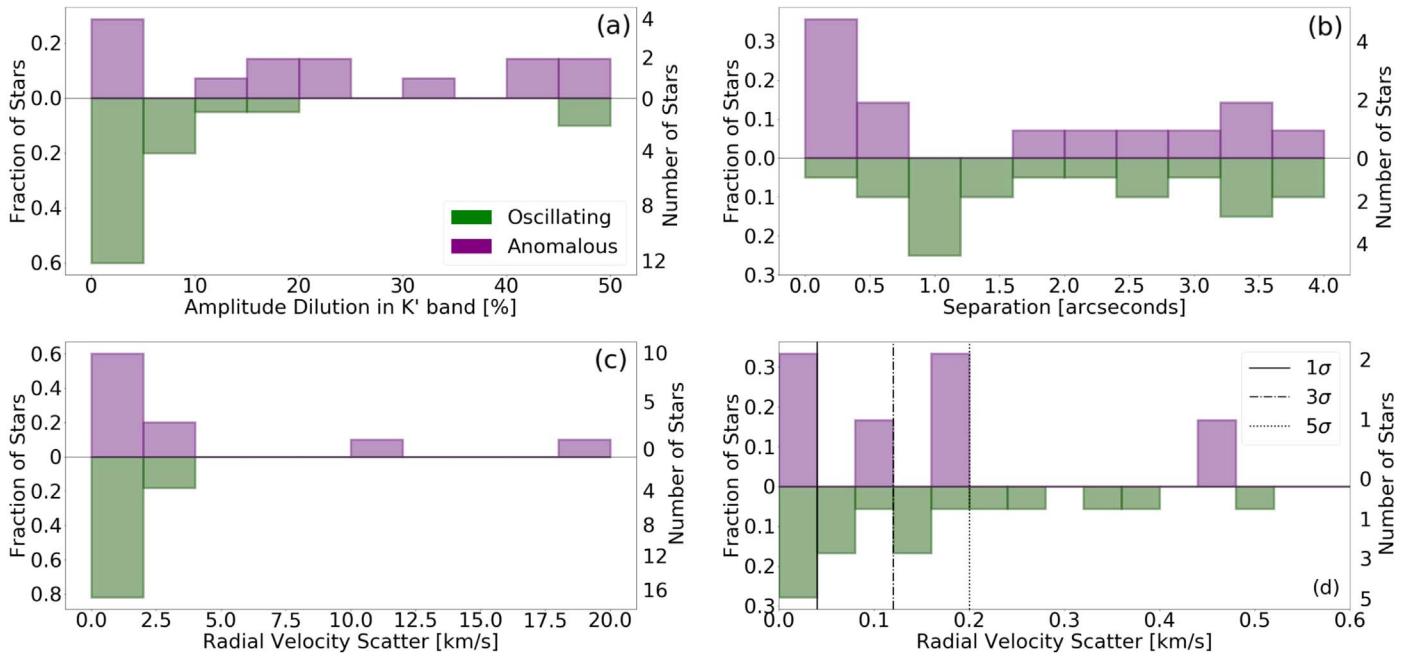 (a)
Fraction of Stars
0.2
0.0
0.2
0.4
0.6
4
2
0
4
8
12
Number of Stars
Oscillating
Anomalous
0 10 20 30 40 50
Amplitude Dilution in K' band [%]
(b)
Fraction of Stars
0.3
0.2
0.1
0.0
0.1
0.2
0.3
4
2
0
2
4
Number of Stars
0.0 0.5 1.0 1.5 2.0 2.5 3.0 3.5 4.0
Separation [arcseconds]
(c)
Fraction of Stars
0.6
0.4
0.2
0
0.2
0.4
0.6
0.8
10
5
0
4
8
12
16
Number of Stars
0.0 2.5 5.0 7.5 10.0 12.5 15.0 17.5 20.0
Radial Velocity Scatter [km/s]
Fraction of Stars
0.3
0.2
0.1
0
0.1
0.2
0.3
2
1
0
1
3
5
Number of Stars
1σ
3σ
5σ
(d)
0.0 0.1 0.2 0.3 0.4 0.5 0.6
Radial Velocity Scatter [km/s]